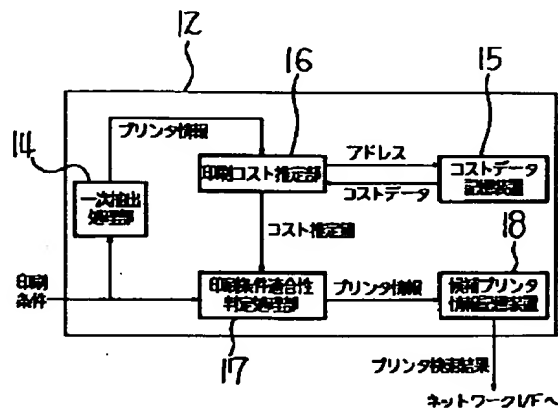 12
16
15
14
プリンタ情報
印刷コスト推定部
アドレス
コストデータ
コストデータ
記憶装置
一次抽出
処理部
コスト推定値
18
印刷
条件
印刷条件適合性
判定処理部
プリンタ情報
候補プリンタ
情報記憶装置
17
プリンタ検索結果
ネットワークI/Fへ